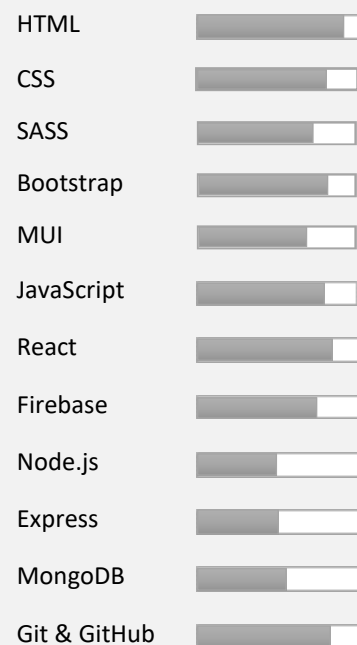 HTML
CSS
SASS
Bootstrap
MUI
JavaScript
React
Firebase
Node.js
Express
MongoDB
Git & GitHub